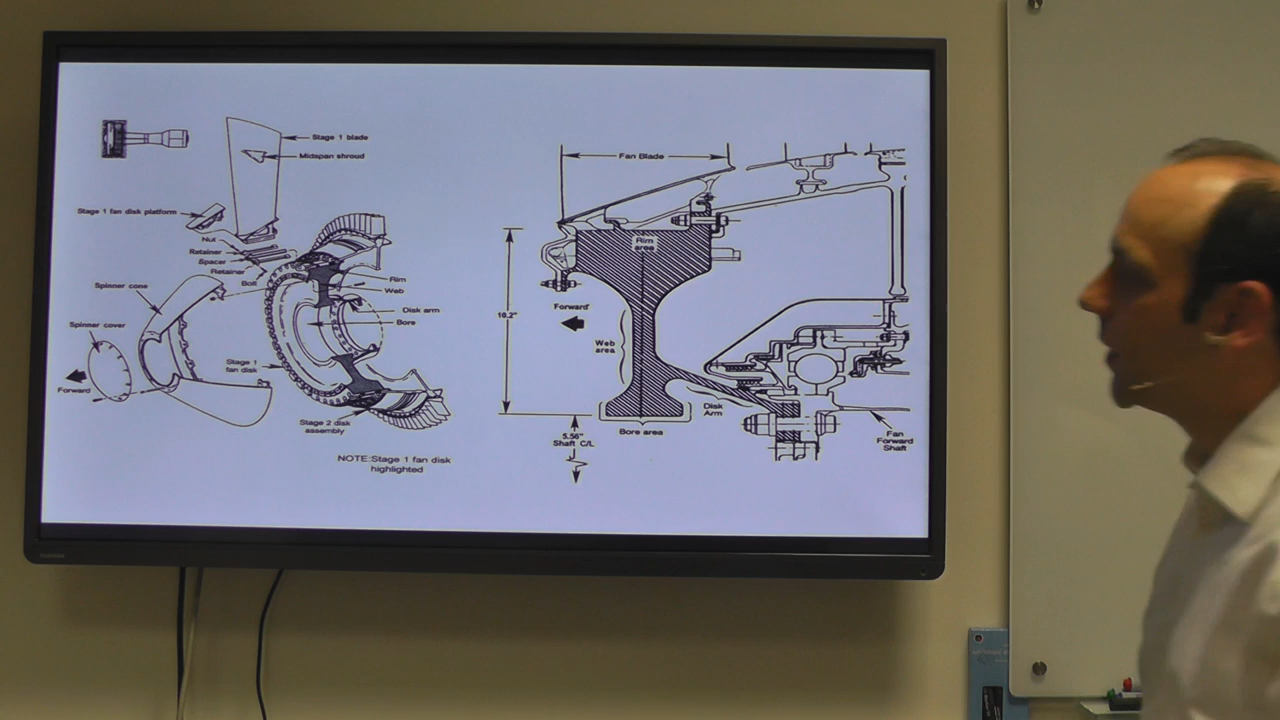 Stage 1 blade
Midspan shroud
Stage 1 fan disk platform
Nut
Retainer
Spacer
Retainer
Bolt
Spinner cone
Rim
Web
Disk arm
Bore
Spinner cover
Stage 1
fan disk
Forward
Stage 2 disk
assembly
NOTE:Stage 1 fan disk
highlighted
Fan Blade
Rim
area
10.2"
Forward
Web
area
Disk
Arm
Bore area
5.56"
Shaft C/L
Fan
Forward
Shaft
TOSHIBA